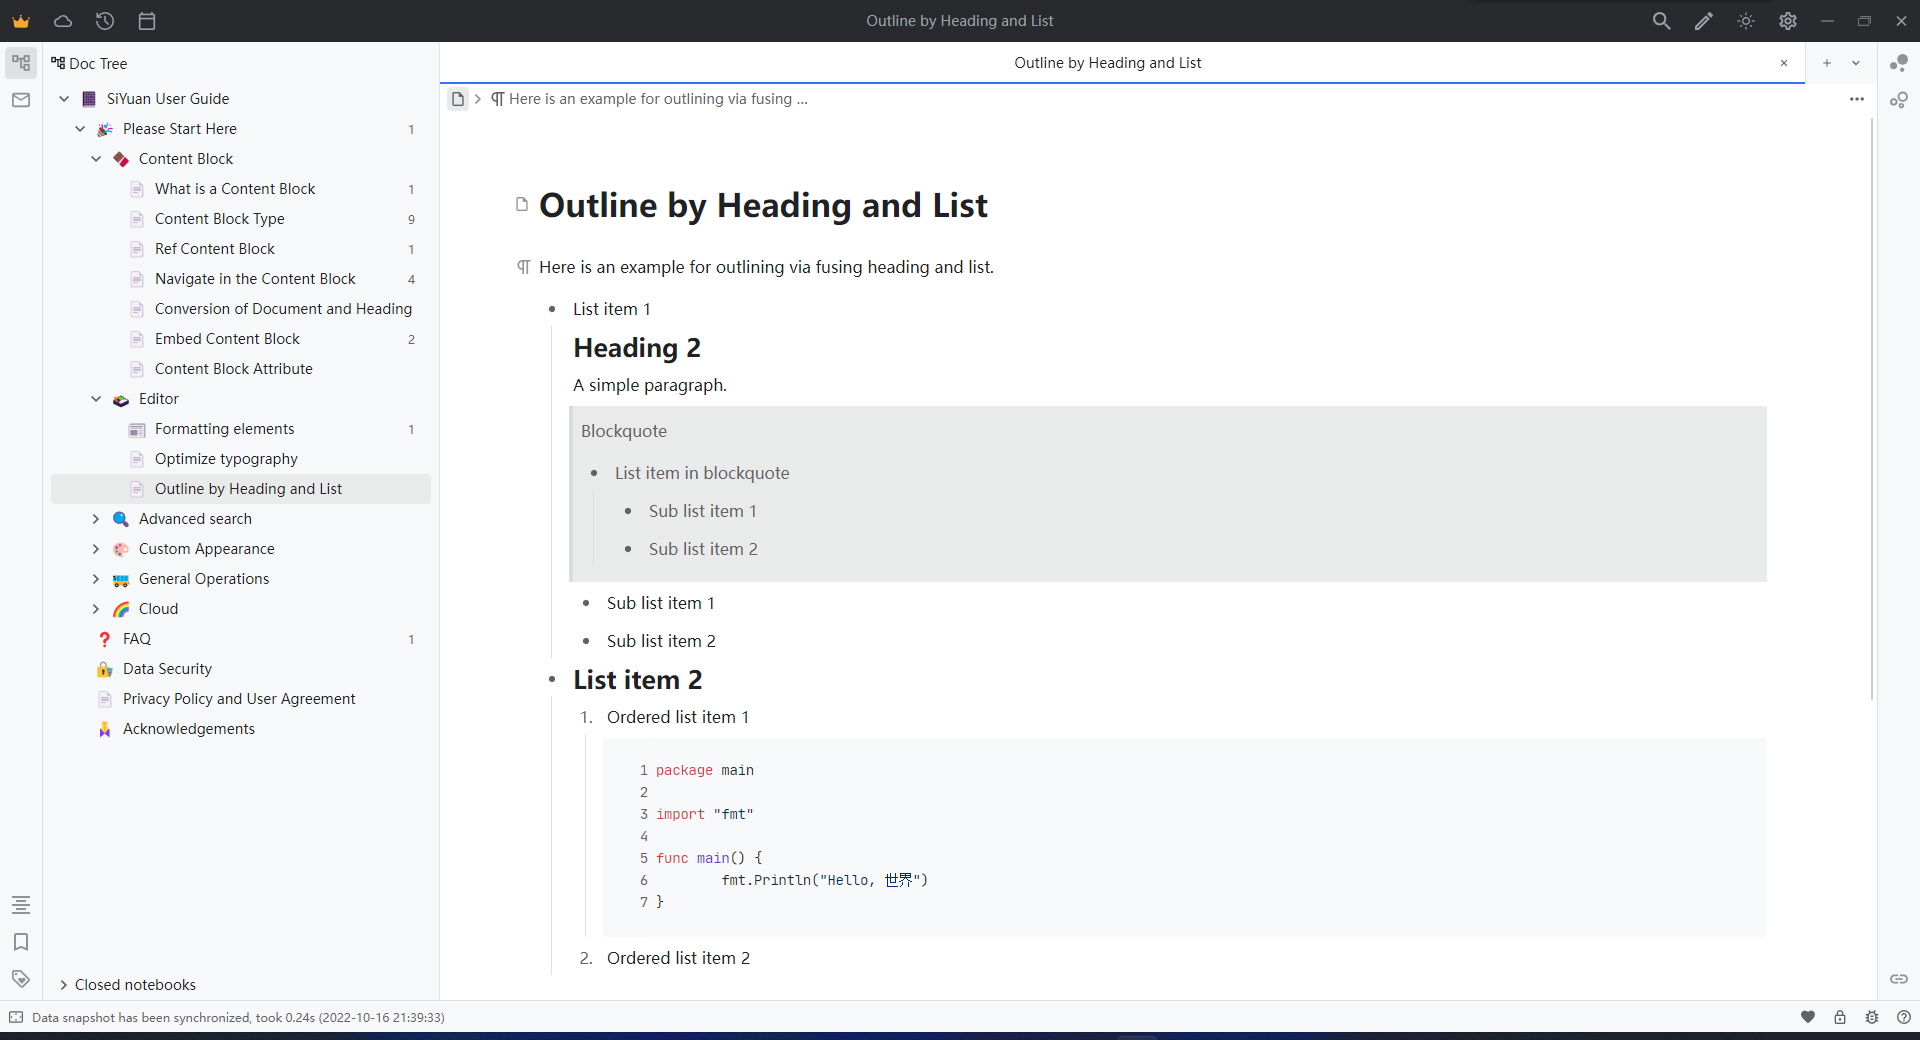 Outline by Heading and List
Doc Tree
SiYuan User Guide
Please Start Here 1
Content Block
What is a Content Block 1
Content Block Type 9
Ref Content Block 1
Navigate in the Content Block 4
Conversion of Document and Heading
Embed Content Block 2
Content Block Attribute
Editor
Formatting elements 1
Optimize typography
Outline by Heading and List
Advanced search
Custom Appearance
General Operations
Cloud
FAQ 1
Data Security
Privacy Policy and User Agreement
Acknowledgements
Closed notebooks
Outline by Heading and List
Here is an example for outlining via fusing ...
Outline by Heading and List
Here is an example for outlining via fusing heading and list.
• List item 1
Heading 2
A simple paragraph.
Blockquote
• List item in blockquote
• Sub list item 1
• Sub list item 2
• Sub list item 1
• Sub list item 2
• List item 2
1. Ordered list item 1
1 package main
2
3 import "fmt"
4
5 func main() {
6 fmt.Println("Hello, 世界")
7 }
2. Ordered list item 2
Data snapshot has been synchronized, took 0.24s (2022-10-16 21:39:33)